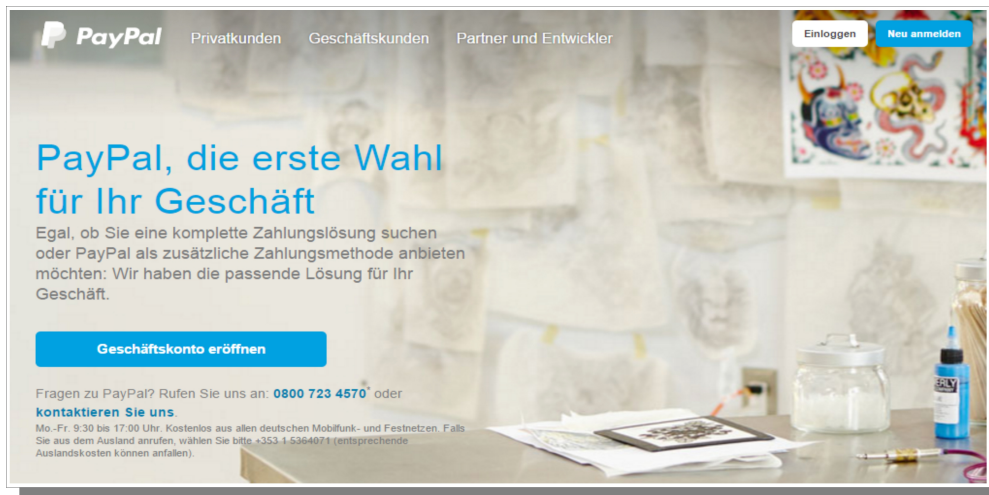 PayPal Privatkunden Geschäftskunden Partner und Entwickler Einloggen Neu anmelden
PayPal, die erste Wahl
für Ihr Geschäft
Egal, ob Sie eine komplette Zahlungslösung suchen
oder PayPal als zusätzliche Zahlungsmethode anbieten
möchten: Wir haben die passende Lösung für Ihr
Geschäft.
Geschäftskonto eröffnen
Fragen zu PayPal? Rufen Sie uns an: 0800 723 4570* oder
kontaktieren Sie uns.
Mo.-Fr. 9:30 bis 17:00 Uhr. Kostenlos aus allen deutschen Mobilfunk- und Festnetzen. Falls
Sie aus dem Ausland anrufen, wählen Sie bitte +353 1 5364071 (entsprechende
Auslandskosten können anfallen).